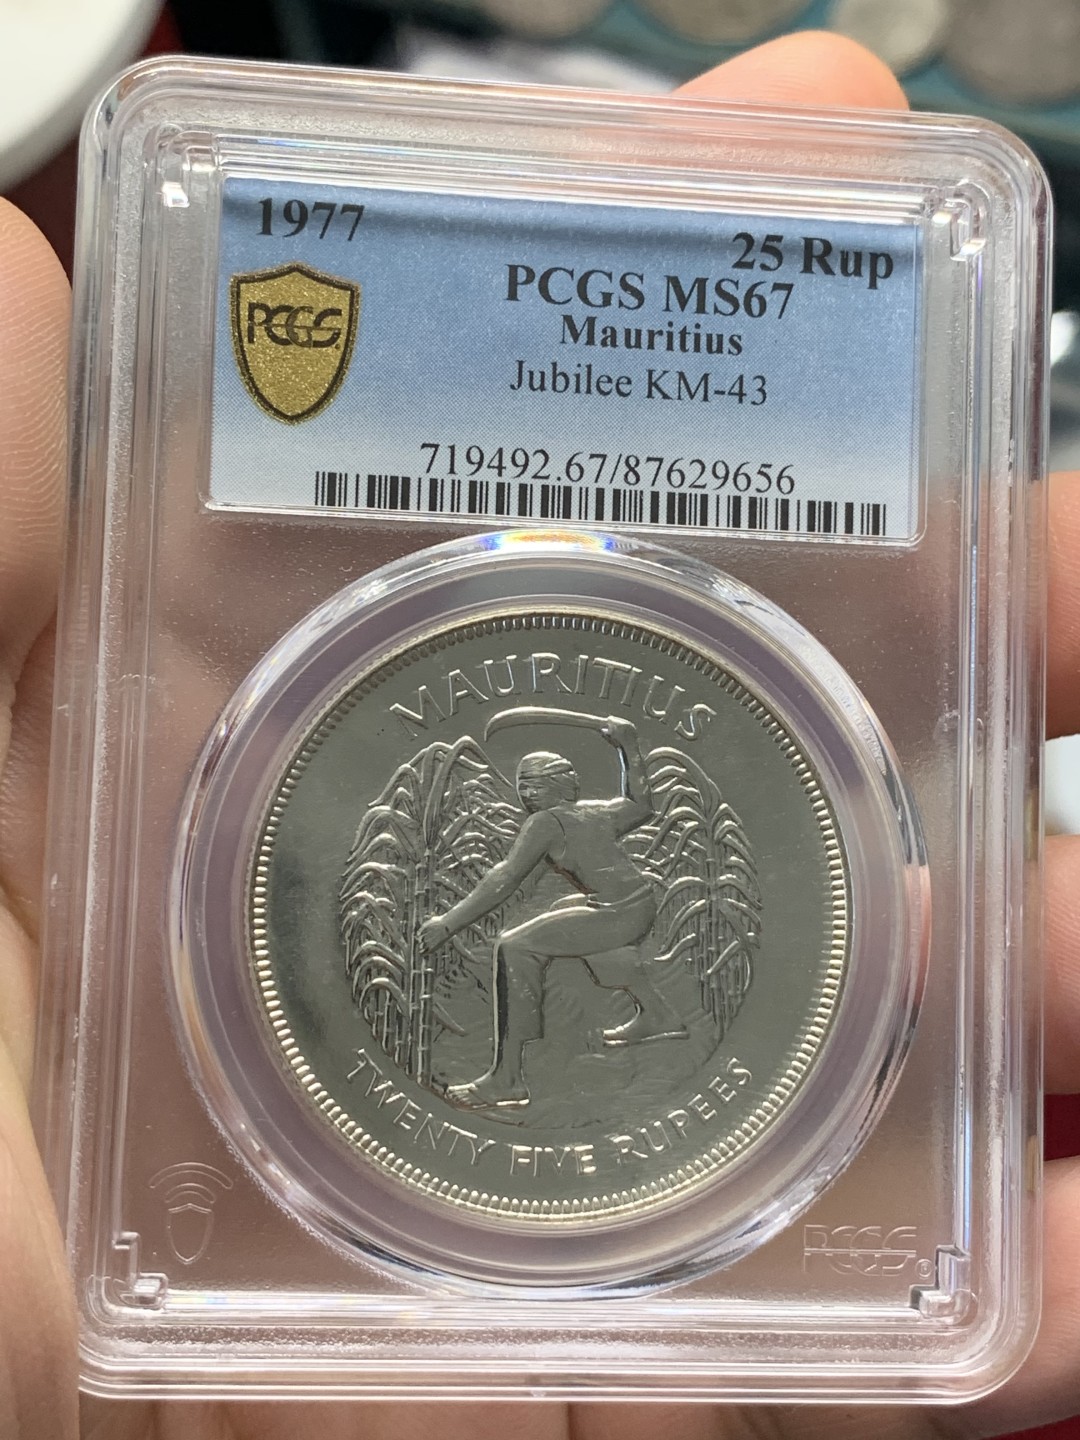 1977
25 Rup
PCGS
PCGS MS67
Mauritius
Jubilee KM-43
719492.67/87629656
MAURITIUS
TWENTY FIVE RUPEES
PCGS